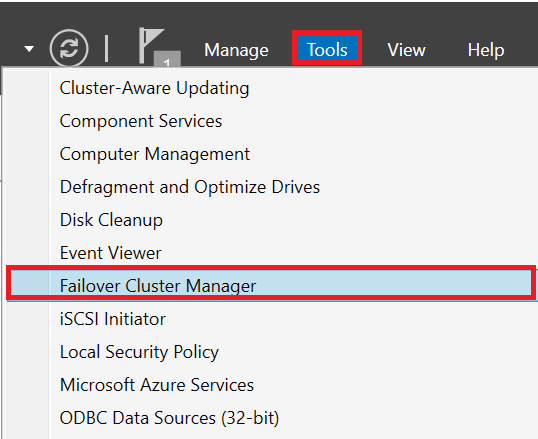 1 Manage Tools View Help
Cluster-Aware Updating
Component Services
Computer Management
Defragment and Optimize Drives
Disk Cleanup
Event Viewer
Failover Cluster Manager
iSCSI Initiator
Local Security Policy
Microsoft Azure Services
ODBC Data Sources (32-bit)